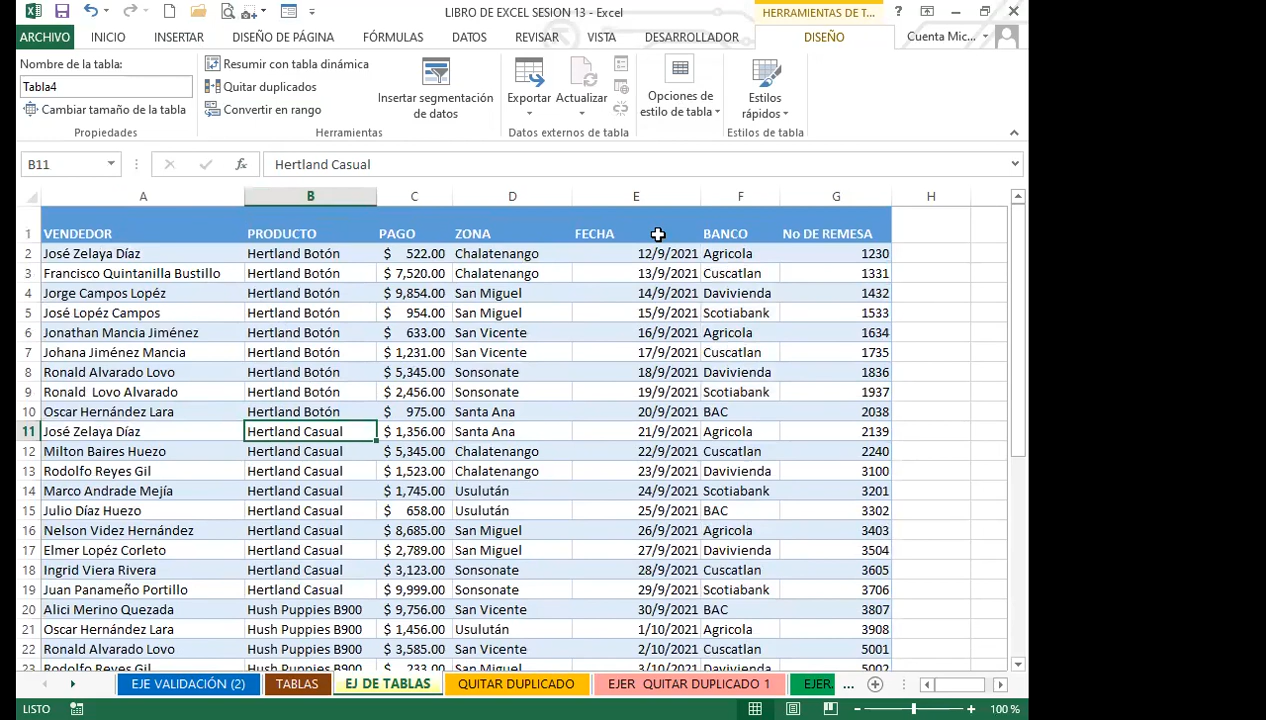 LIBRO DE EXCEL SESION 13 - Excel
HERRAMIENTAS DE T...
ARCHIVO INICIO INSERTAR DISEÑO DE PÁGINA FÓRMULAS DATOS REVISAR VISTA DESARROLLADOR DISEÑO Cuenta Mic...
Nombre de la tabla:
Tabla4
Cambiar tamaño de la tabla
Propiedades
Resumir con tabla dinámica
Quitar duplicados
Convertir en rango
Insertar segmentación
de datos
Herramientas
Exportar Actualizar
Datos externos de tabla
Opciones de
estilo de tabla
Estilos
rápidos
Estilos de tabla
B11 fx Hertland Casual
A B C D E F G H
1 VENDEDOR PRODUCTO PAGO ZONA FECHA BANCO No DE REMESA
2 José Zelaya Díaz Hertland Botón $ 522.00 Chalatenango 12/9/2021 Agricola 1230
3 Francisco Quintanilla Bustillo Hertland Botón $ 7,520.00 Chalatenango 13/9/2021 Cuscatlan 1331
4 Jorge Campos Lopéz Hertland Botón $ 9,854.00 San Miguel 14/9/2021 Davivienda 1432
5 José Lopéz Campos Hertland Botón $ 954.00 San Miguel 15/9/2021 Scotiabank 1533
6 Jonathan Mancia Jiménez Hertland Botón $ 633.00 San Vicente 16/9/2021 Agricola 1634
7 Johana Jiménez Mancia Hertland Botón $ 1,231.00 San Vicente 17/9/2021 Cuscatlan 1735
8 Ronald Alvarado Lovo Hertland Botón $ 5,345.00 Sonsonate 18/9/2021 Davivienda 1836
9 Ronald  Lovo Alvarado Hertland Botón $ 2,456.00 Sonsonate 19/9/2021 Scotiabank 1937
10 Oscar Hernández Lara Hertland Botón $ 975.00 Santa Ana 20/9/2021 BAC 2038
11 José Zelaya Díaz Hertland Casual $ 1,356.00 Santa Ana 21/9/2021 Agricola 2139
12 Milton Baires Huezo Hertland Casual $ 5,345.00 Chalatenango 22/9/2021 Cuscatlan 2240
13 Rodolfo Reyes Gil Hertland Casual $ 1,523.00 Chalatenango 23/9/2021 Davivienda 3100
14 Marco Andrade Mejía Hertland Casual $ 1,745.00 Usulután 24/9/2021 Scotiabank 3201
15 Julio Díaz Huezo Hertland Casual $ 658.00 Usulután 25/9/2021 BAC 3302
16 Nelson Videz Hernández Hertland Casual $ 8,685.00 San Miguel 26/9/2021 Agricola 3403
17 Elmer Lopéz Corleto Hertland Casual $ 2,789.00 San Miguel 27/9/2021 Davivienda 3504
18 Ingrid Viera Rivera Hertland Casual $ 3,123.00 Sonsonate 28/9/2021 Cuscatlan 3605
19 Juan Panameño Portillo Hertland Casual $ 9,999.00 Sonsonate 29/9/2021 Scotiabank 3706
20 Alici Merino Quezada Hush Puppies B900 $ 9,756.00 San Vicente 30/9/2021 BAC 3807
21 Oscar Hernández Lara Hush Puppies B900 $ 1,456.00 Usulután 1/10/2021 Agricola 3908
22 Ronald Alvarado Lovo Hush Puppies B900 $ 3,585.00 San Vicente 2/10/2021 Cuscatlan 5001
23 Rodolfo Reyes Gil Hush Puppies B900 $ 233.00 San Miguel 3/10/2021 Davivienda 5002
EJE VALIDACIÓN (2) TABLAS EJ DE TABLAS QUITAR DUPLICADO EJER QUITAR DUPLICADO 1 EJER. ...
LISTO 100 %